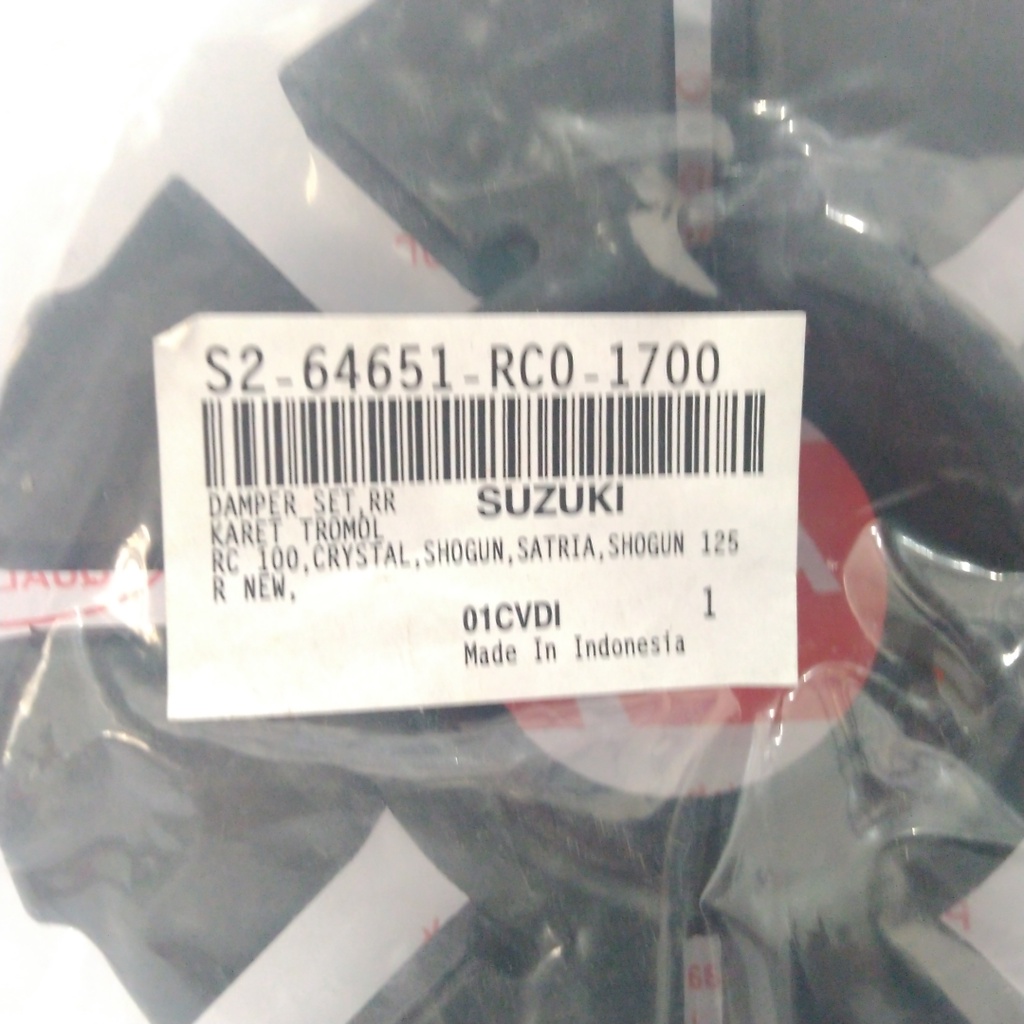 S2-64651-RC0-1700
DAMPER SET,RR SUZUKI
KARET TROMOL
RC 100,CRYSTAL,SHOGUN,SATRIA,SHOGUN 125
R NEW,
01CVDI 1
Made In Indonesia